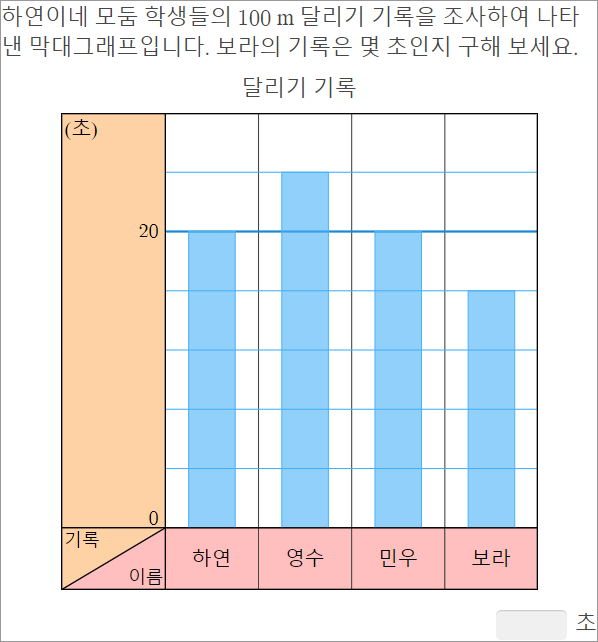 하연이네 모둠 학생들의 100 m 달리기 기록을 조사하여 나타
낸 막대그래프입니다. 보라의 기록은 몇 초인지 구해 보세요.
달리기 기록
(초)
20
0
기록
이름
하연 영수 민우 보라
초